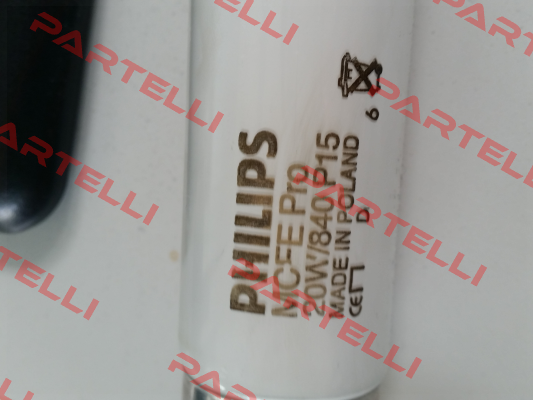 PHILIPS
MCFE Pro
20W/840 P15
MADE IN POLAND
CE D
6
PARTELLI
PARTELLI
PARTELLI
PARTELLI
PARTELLI
PARTELLI
PARTELLI
PARTELLI